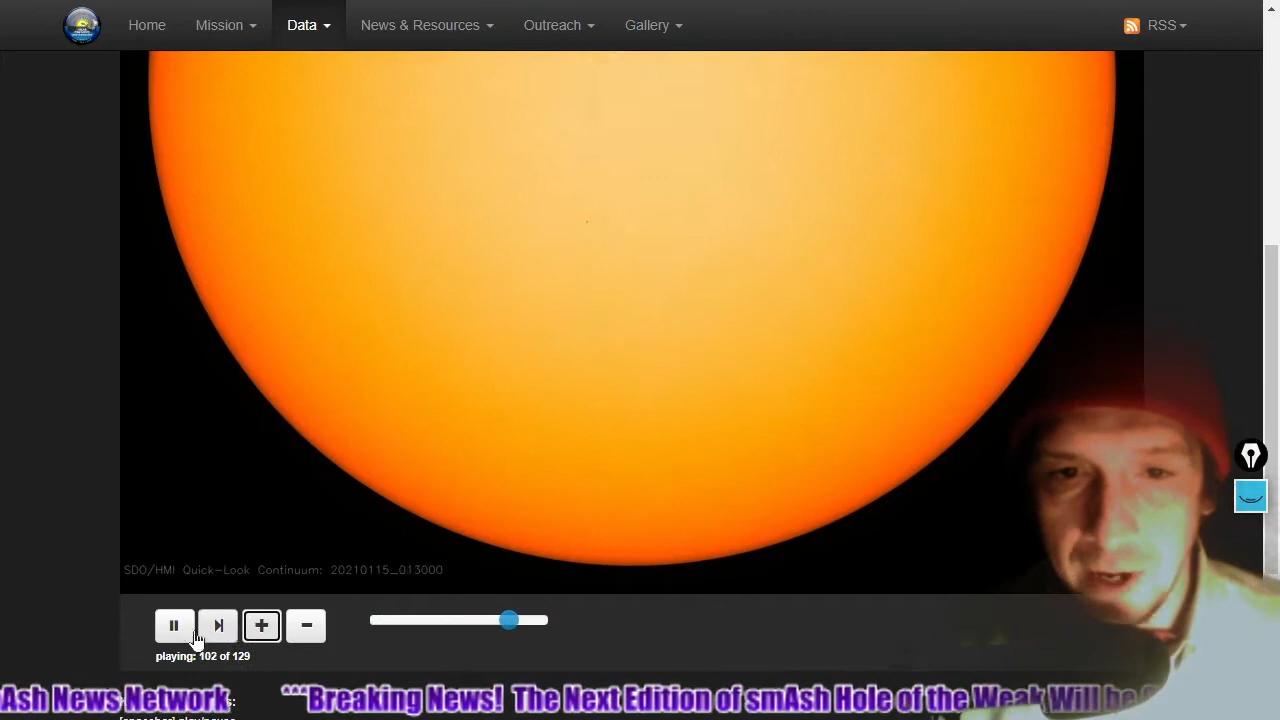 Home Mission Data News & Resources Outreach Gallery RSS
SDO/HMI Quick-Look Continuum: 20210115_013000
playing: 102 of 129
Ash News Network ***Breaking News! The Next Edition of smAsh Hole of the Weak Will be